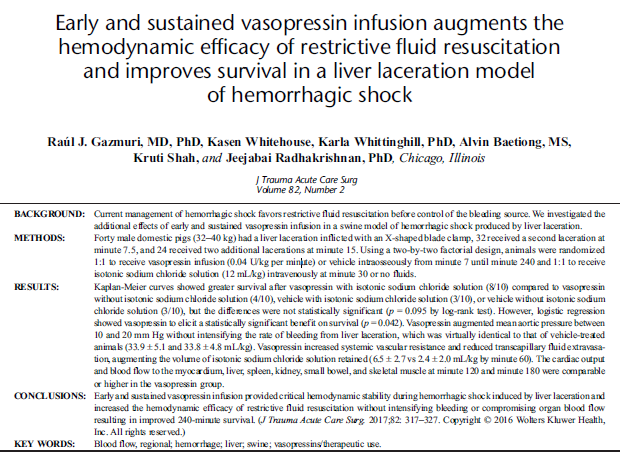 Early and sustained vasopressin infusion augments the
hemodynamic efficacy of restrictive fluid resuscitation
and improves survival in a liver laceration model
of hemorrhagic shock
Raúl J. Gazmuri, MD, PhD, Kasen Whitehouse, Karla Whittinghill, PhD, Alvin Baetiong, MS,
Kruti Shah, and Jeejabai Radhakrishnan, PhD, Chicago, Illinois
J Trauma Acute Care Surg
Volume 82, Number 2
BACKGROUND: Current management of hemorrhagic shock favors restrictive fluid resuscitation before control of the bleeding source. We investigated the
additional effects of early and sustained vasopressin infusion in a swine model of hemorrhagic shock produced by liver laceration.
METHODS: Forty male domestic pigs (32–40 kg) had a liver laceration inflicted with an X-shaped blade clamp, 32 received a second laceration at
minute 7.5, and 24 received two additional lacerations at minute 15. Using a two-by-two factorial design, animals were randomized
1:1 to receive vasopressin infusion (0.04 U/kg per minute) or vehicle intraosseously from minute 7 until minute 240 and 1:1 to receive
isotonic sodium chloride solution (12 mL/kg) intravenously at minute 30 or no fluids.
RESULTS: Kaplan-Meier curves showed greater survival after vasopressin with isotonic sodium chloride solution (8/10) compared to vasopressin
without isotonic sodium chloride solution (4/10), vehicle with isotonic sodium chloride solution (3/10), or vehicle without isotonic sodium
chloride solution (3/10), but the differences were not statistically significant (p = 0.095 by log-rank test). However, logistic regression
showed vasopressin to elicit a statistically significant benefit on survival (p = 0.042). Vasopressin augmented mean aortic pressure between
10 and 20 mm Hg without intensifying the rate of bleeding from liver laceration, which was virtually identical to that of vehicle-treated
animals (33.9 ± 5.1 and 33.8 ± 4.8 mL/kg). Vasopressin increased systemic vascular resistance and reduced transcapillary fluid extravasa-
tion, augmenting the volume of isotonic sodium chloride solution retained (6.5 ± 2.7 vs 2.4 ± 2.0 mL/kg by minute 60). The cardiac output
and blood flow to the myocardium, liver, spleen, kidney, small bowel, and skeletal muscle at minute 120 and minute 180 were comparable
or higher in the vasopressin group.
CONCLUSIONS: Early and sustained vasopressin infusion provided critical hemodynamic stability during hemorrhagic shock induced by liver laceration and
increased the hemodynamic efficacy of restrictive fluid resuscitation without intensifying bleeding or compromising organ blood flow
resulting in improved 240-minute survival. (J Trauma Acute Care Surg. 2017;82: 317–327. Copyright © 2016 Wolters Kluwer Health,
Inc. All rights reserved.)
KEY WORDS: Blood flow, regional; hemorrhage; liver; swine; vasopressins/therapeutic use.